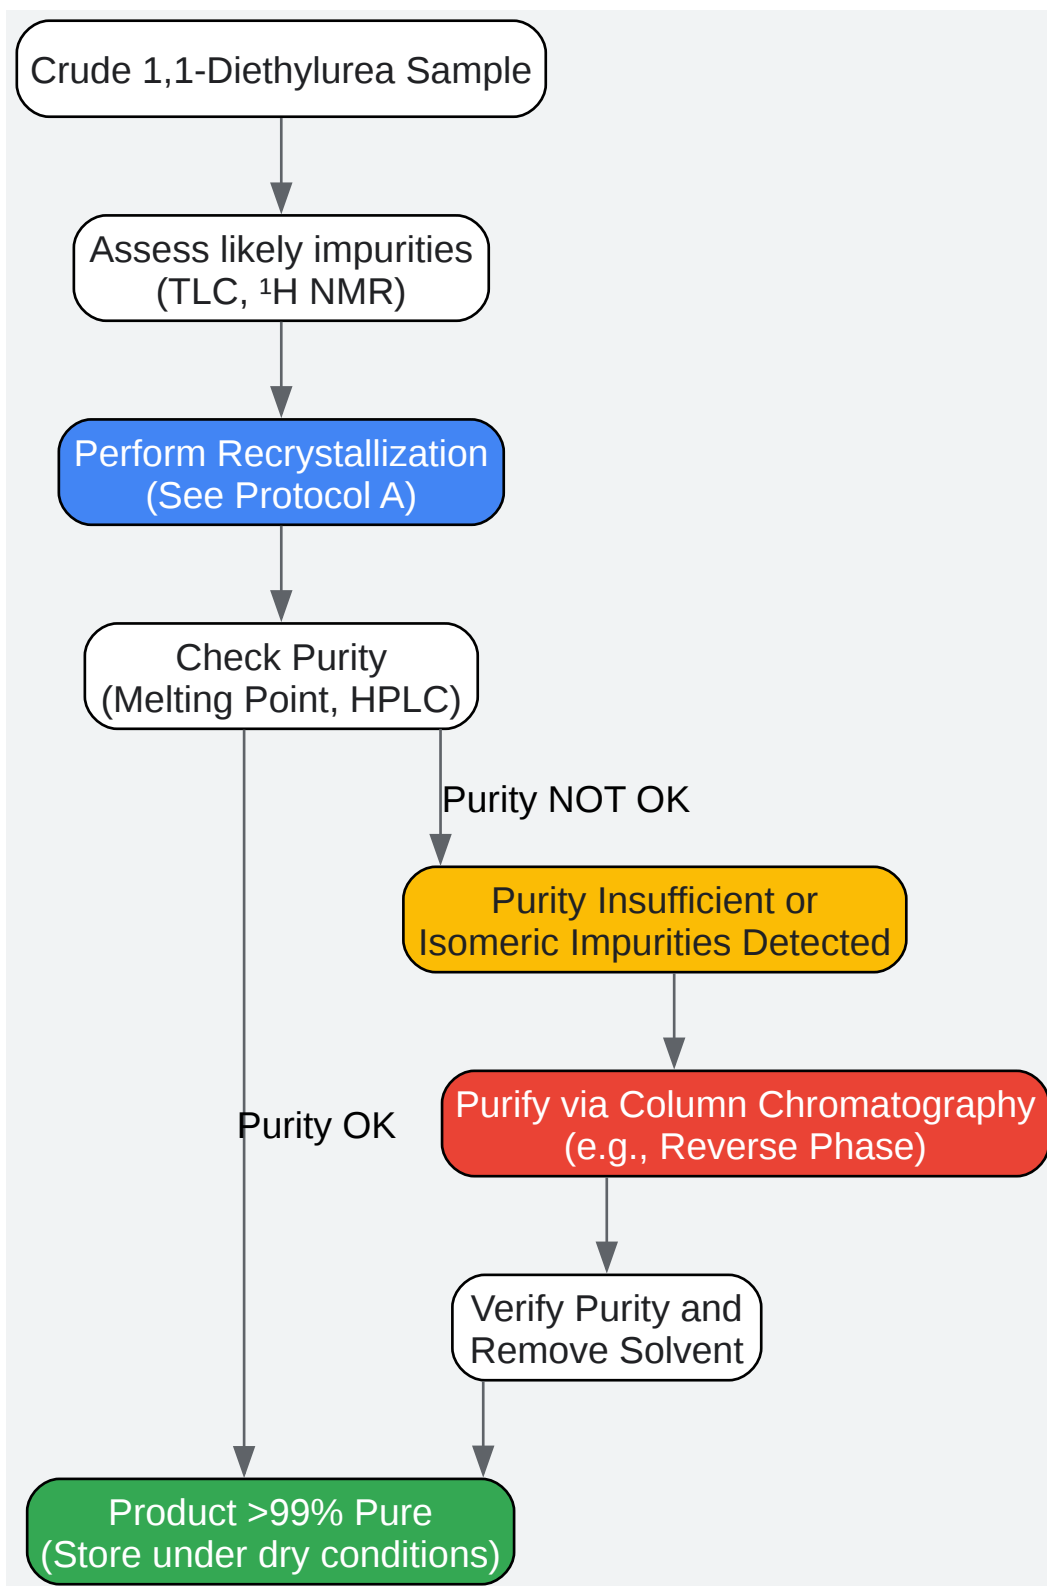 Crude 1,1-Diethylurea Sample
Assess likely impurities
(TLC, ¹H NMR)
Perform Recrystallization
(See Protocol A)
Check Purity
(Melting Point, HPLC)
Purity NOT OK
Purity Insufficient or
Isomeric Impurities Detected
Purify via Column Chromatography
(e.g., Reverse Phase)
Purity OK
Verify Purity and
Remove Solvent
Product >99% Pure
(Store under dry conditions)